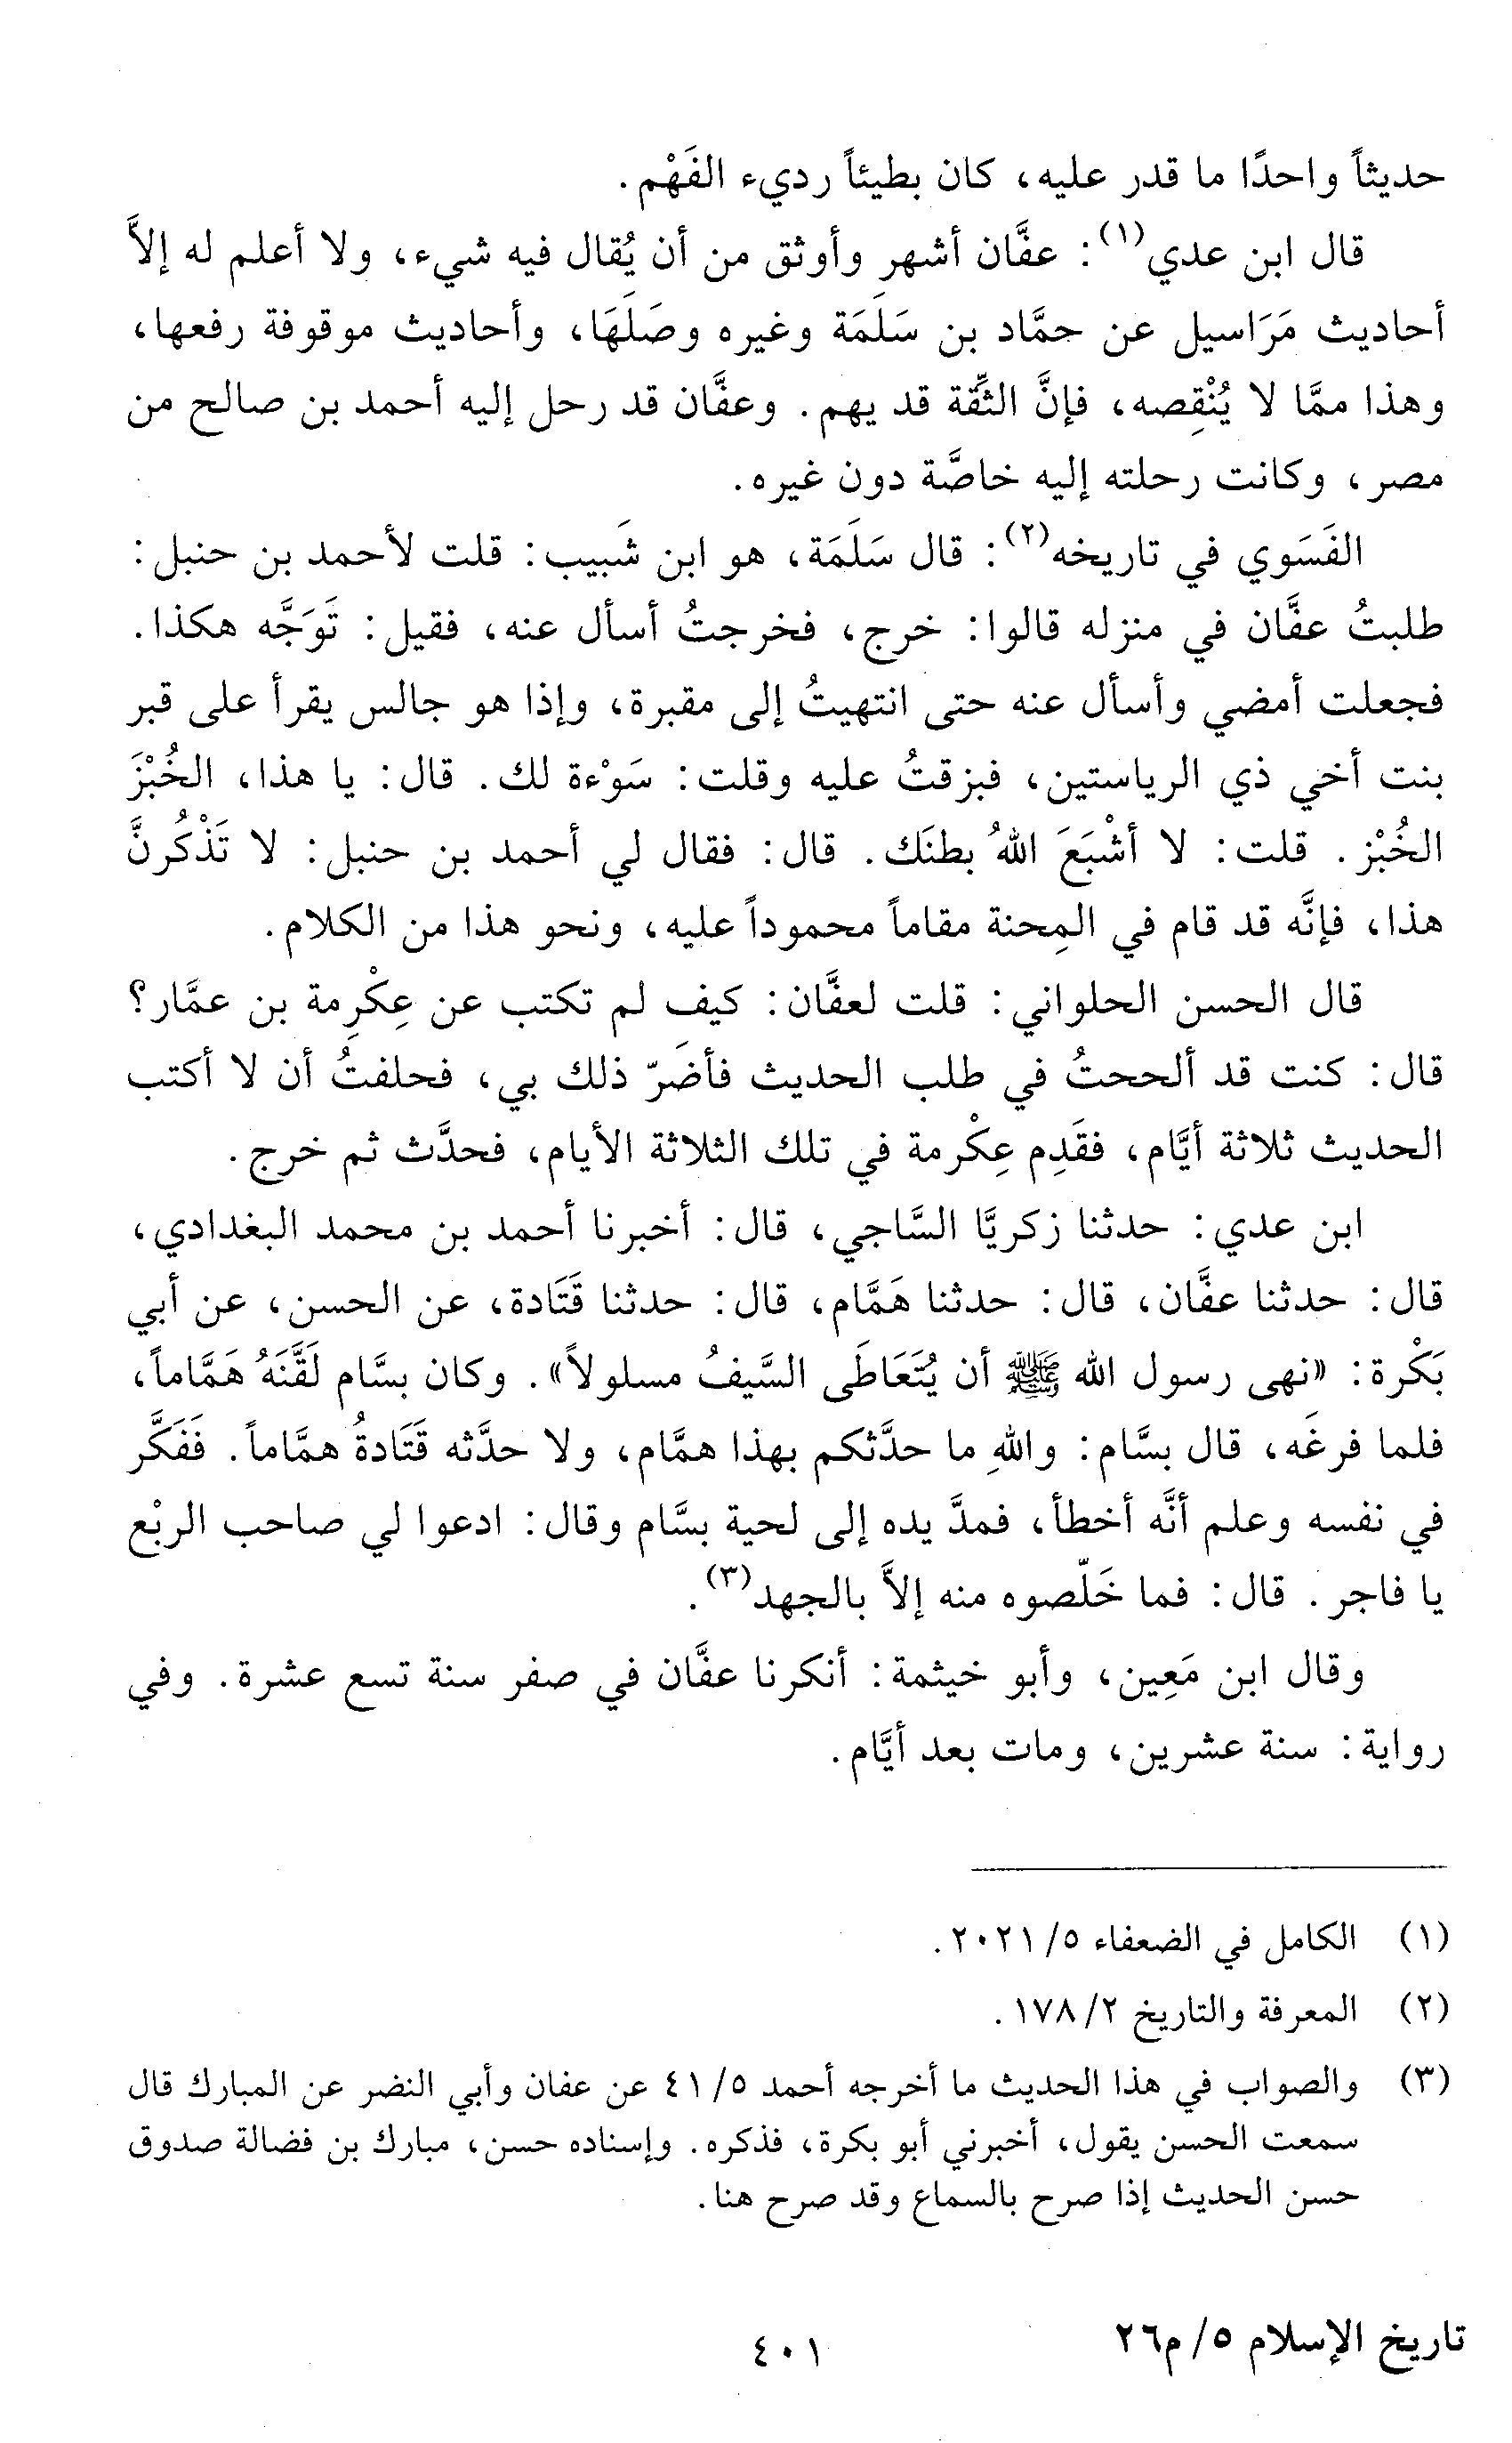 حديثاً واحدًا ما قدر عليه، كان بطيئاً رديء الفَهْم.
قال ابن عدي(١): عفَّان أشهر وأوثق من أن يُقال فيه شيء، ولا أعلم له إلاَّ
أحاديث مَرَاسيل عن حمَّاد بن سَلَمَة وغيره وصَلَهَا، وأحاديث موقوفة رفعها،
وهذا ممَّا لا يُنْقِصه، فإنَّ الثِّقة قد يهم. وعفَّان قد رحل إليه أحمد بن صالح من
مصر، وكانت رحلته إليه خاصَّة دون غيره.
الفَسَوي في تاريخه(٢): قال سَلَمَة، هو ابن شَبيب: قلت لأحمد بن حنبل:
طلبتُ عفَّان في منزله قالوا: خرج، فخرجتُ أسأل عنه، فقيل: تَوَجَّه هكذا.
فجعلت أمضي وأسأل عنه حتى انتهيتُ إلى مقبرة، وإذا هو جالس يقرأ على قبر
بنت أخي ذي الرياستين، فبزقتُ عليه وقلت: سَوْءة لك. قال: يا هذا، الخُبْزَ
الخُبْز. قلت: لا أشْبَعَ اللهُ بطنَك. قال: فقال لي أحمد بن حنبل: لا تَذْكُرنَّ
هذا، فإنَّه قد قام في المِحنة مقاماً محموداً عليه، ونحو هذا من الكلام.
قال الحسن الحلواني: قلت لعفَّان: كيف لم تكتب عن عِكْرِمة بن عمَّار؟
قال: كنت قد ألححتُ في طلب الحديث فأضَرّ ذلك بي، فحلفتُ أن لا أكتب
الحديث ثلاثة أيَّام، فقَدِم عِكْرمة في تلك الثلاثة الأيام، فحدَّث ثم خرج.
ابن عدي: حدثنا زكريَّا السَّاجي، قال: أخبرنا أحمد بن محمد البغدادي،
قال: حدثنا عفَّان، قال: حدثنا هَمَّام، قال: حدثنا قَتَادة، عن الحسن، عن أبي
بَكْرة: «نهى رسول الله ﷺ أن يُتَعَاطَى السَّيفُ مسلولاً». وكان بسَّام لَقَّنَهُ هَمَّاماً،
فلما فرغَه، قال بسَّام: واللهِ ما حدَّثكم بهذا همَّام، ولا حدَّثه قَتَادةُ همَّاماً. فَفَكَّر
في نفسه وعلم أنَّه أخطأ، فمدَّ يده إلى لحية بسَّام وقال: ادعوا لي صاحب الربْع
يا فاجر. قال: فما خَلّصوه منه إلاَّ بالجهد(٣).
وقال ابن مَعِين، وأبو خيثمة: أنكرنا عفَّان في صفر سنة تسع عشرة. وفي
رواية: سنة عشرين، ومات بعد أيَّام.
(١) الكامل في الضعفاء ٥/ ٢٠٢١.
(٢) المعرفة والتاريخ ٢/ ١٧٨.
(٣) والصواب في هذا الحديث ما أخرجه أحمد ٥/ ٤١ عن عفان وأبي النضر عن المبارك قال
سمعت الحسن يقول، أخبرني أبو بكرة، فذكره. وإسناده حسن، مبارك بن فضالة صدوق
حسن الحديث إذا صرح بالسماع وقد صرح هنا.
تاريخ الإسلام ٥/ م٢٦
٤٠١